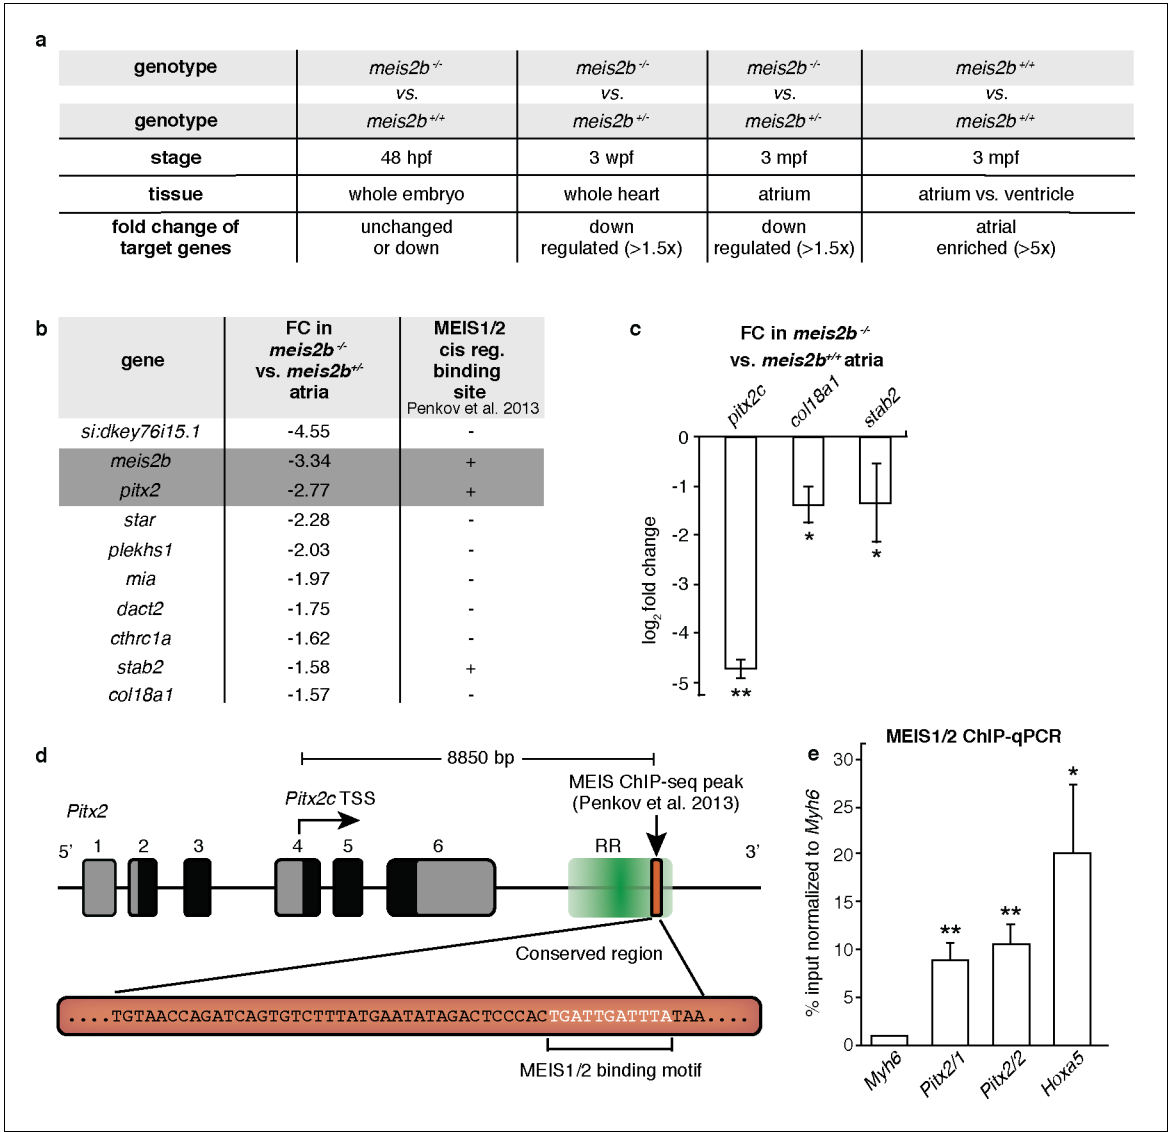 a
genotype meis2b -/- meis2b -/- meis2b -/- meis2b +/+
vs. vs. vs. vs.
genotype meis2b +/+ meis2b +/- meis2b +/- meis2b +/+
stage 48 hpf 3 wpf 3 mpf 3 mpf
tissue whole embryo whole heart atrium atrium vs. ventricle
fold change of unchanged down down atrial
target genes or down regulated (>1.5x) regulated (>1.5x) enriched (>5x)
b
gene
FC in
meis2b -/-
vs. meis2b+/-
atria
MEIS1/2
cis reg.
binding
site
Penkov et al. 2013
si:dkey76i15.1 -4.55 -
meis2b -3.34 +
pitx2 -2.77 +
star -2.28 -
plekhs1 -2.03 -
mia -1.97 -
dact2 -1.75 -
cthrc1a -1.62 -
stab2 -1.58 +
col18a1 -1.57 -
c
FC in meis2b -/-
vs. meis2b+/+ atria
pitx2c col18a1 stab2
0
-1
-2
-3
-4
-5
log2 fold change
*
*
**
d
8850 bp
MEIS ChIP-seq peak
(Penkov et al. 2013)
Pitx2c TSS
Pitx2
5’ 1 2 3 4 5 6 RR 3’
Conserved region
....TGTAACCAGATCAGTGTCTTTATGAATATAGACTCCCACTGATTGATTTATAA....
MEIS1/2 binding motif
e
MEIS1/2 ChIP-qPCR
% input normalized to Myh6
30
25
20
15
10
5
0
** ** *
Myh6 Pitx2/1 Pitx2/2 Hoxa5